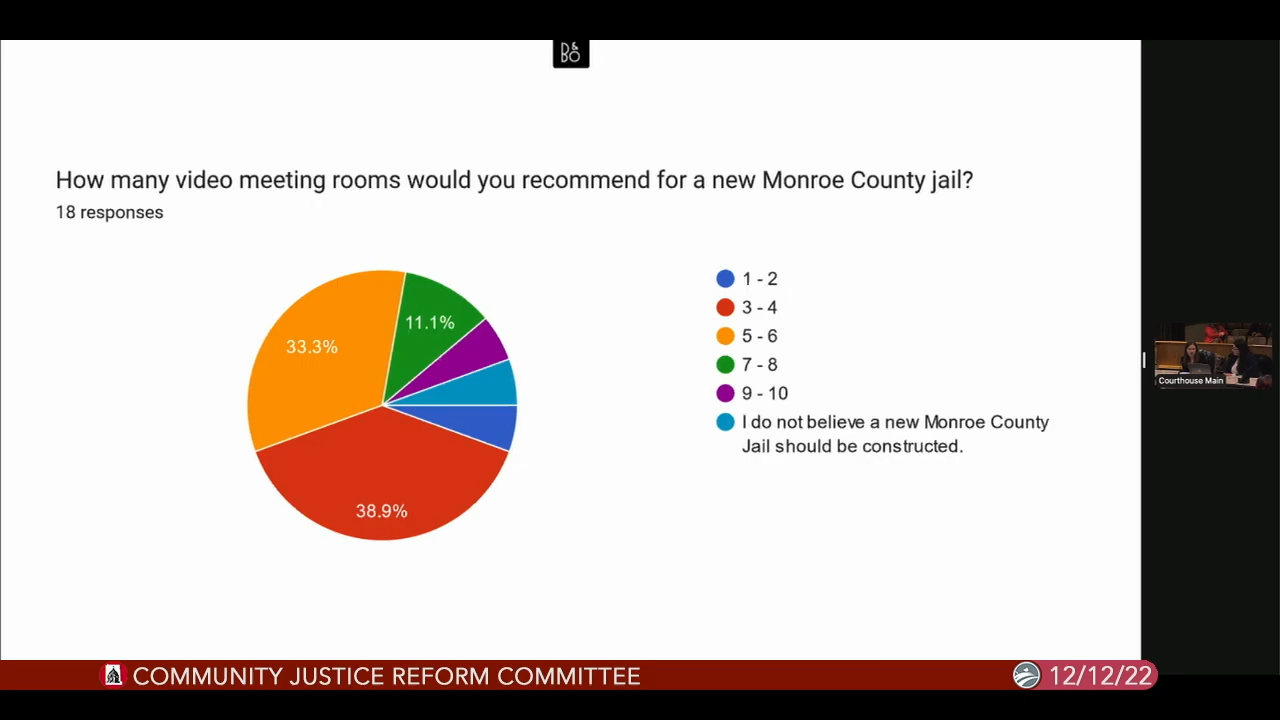 D&
BO
How many video meeting rooms would you recommend for a new Monroe County jail?
18 responses
11.1%
33.3%
38.9%
1 - 2
3 - 4
5 - 6
7 - 8
9 - 10
I do not believe a new Monroe County
Jail should be constructed.
Courthouse Main
COMMUNITY JUSTICE REFORM COMMITTEE
12/12/22